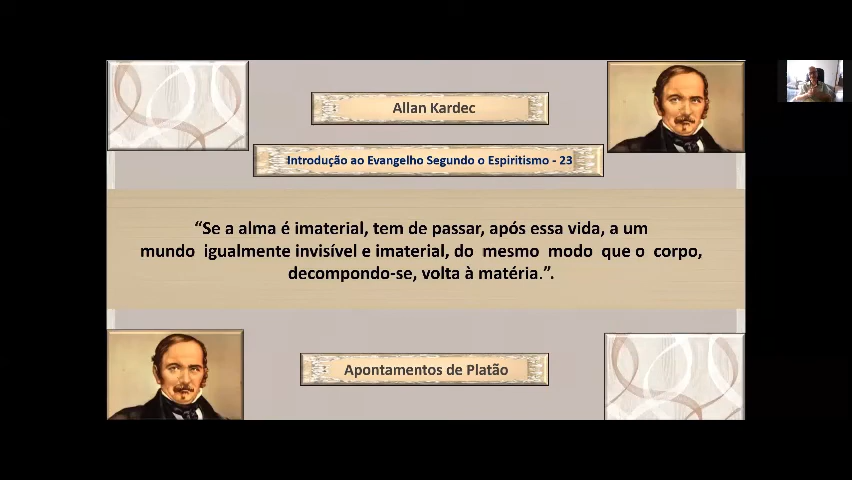 Allan Kardec
Introdução ao Evangelho Segundo o Espiritismo - 23
“Se a alma é imaterial, tem de passar, após essa vida, a um
mundo igualmente invisível e imaterial, do mesmo modo que o corpo,
decompondo-se, volta à matéria.”.
Apontamentos de Platão